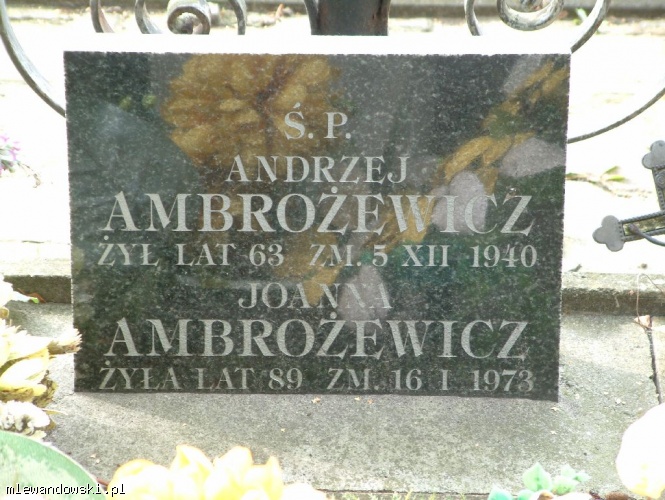 Ś. P.
ANDRZEJ
AMBROŻEWICZ
ŻYŁ LAT 63 ZM. 5 XII 1940
JOANNA
AMBROŻEWICZ
ŻYŁA LAT 89 ZM. 16 I 1973
mlewandowski.pl